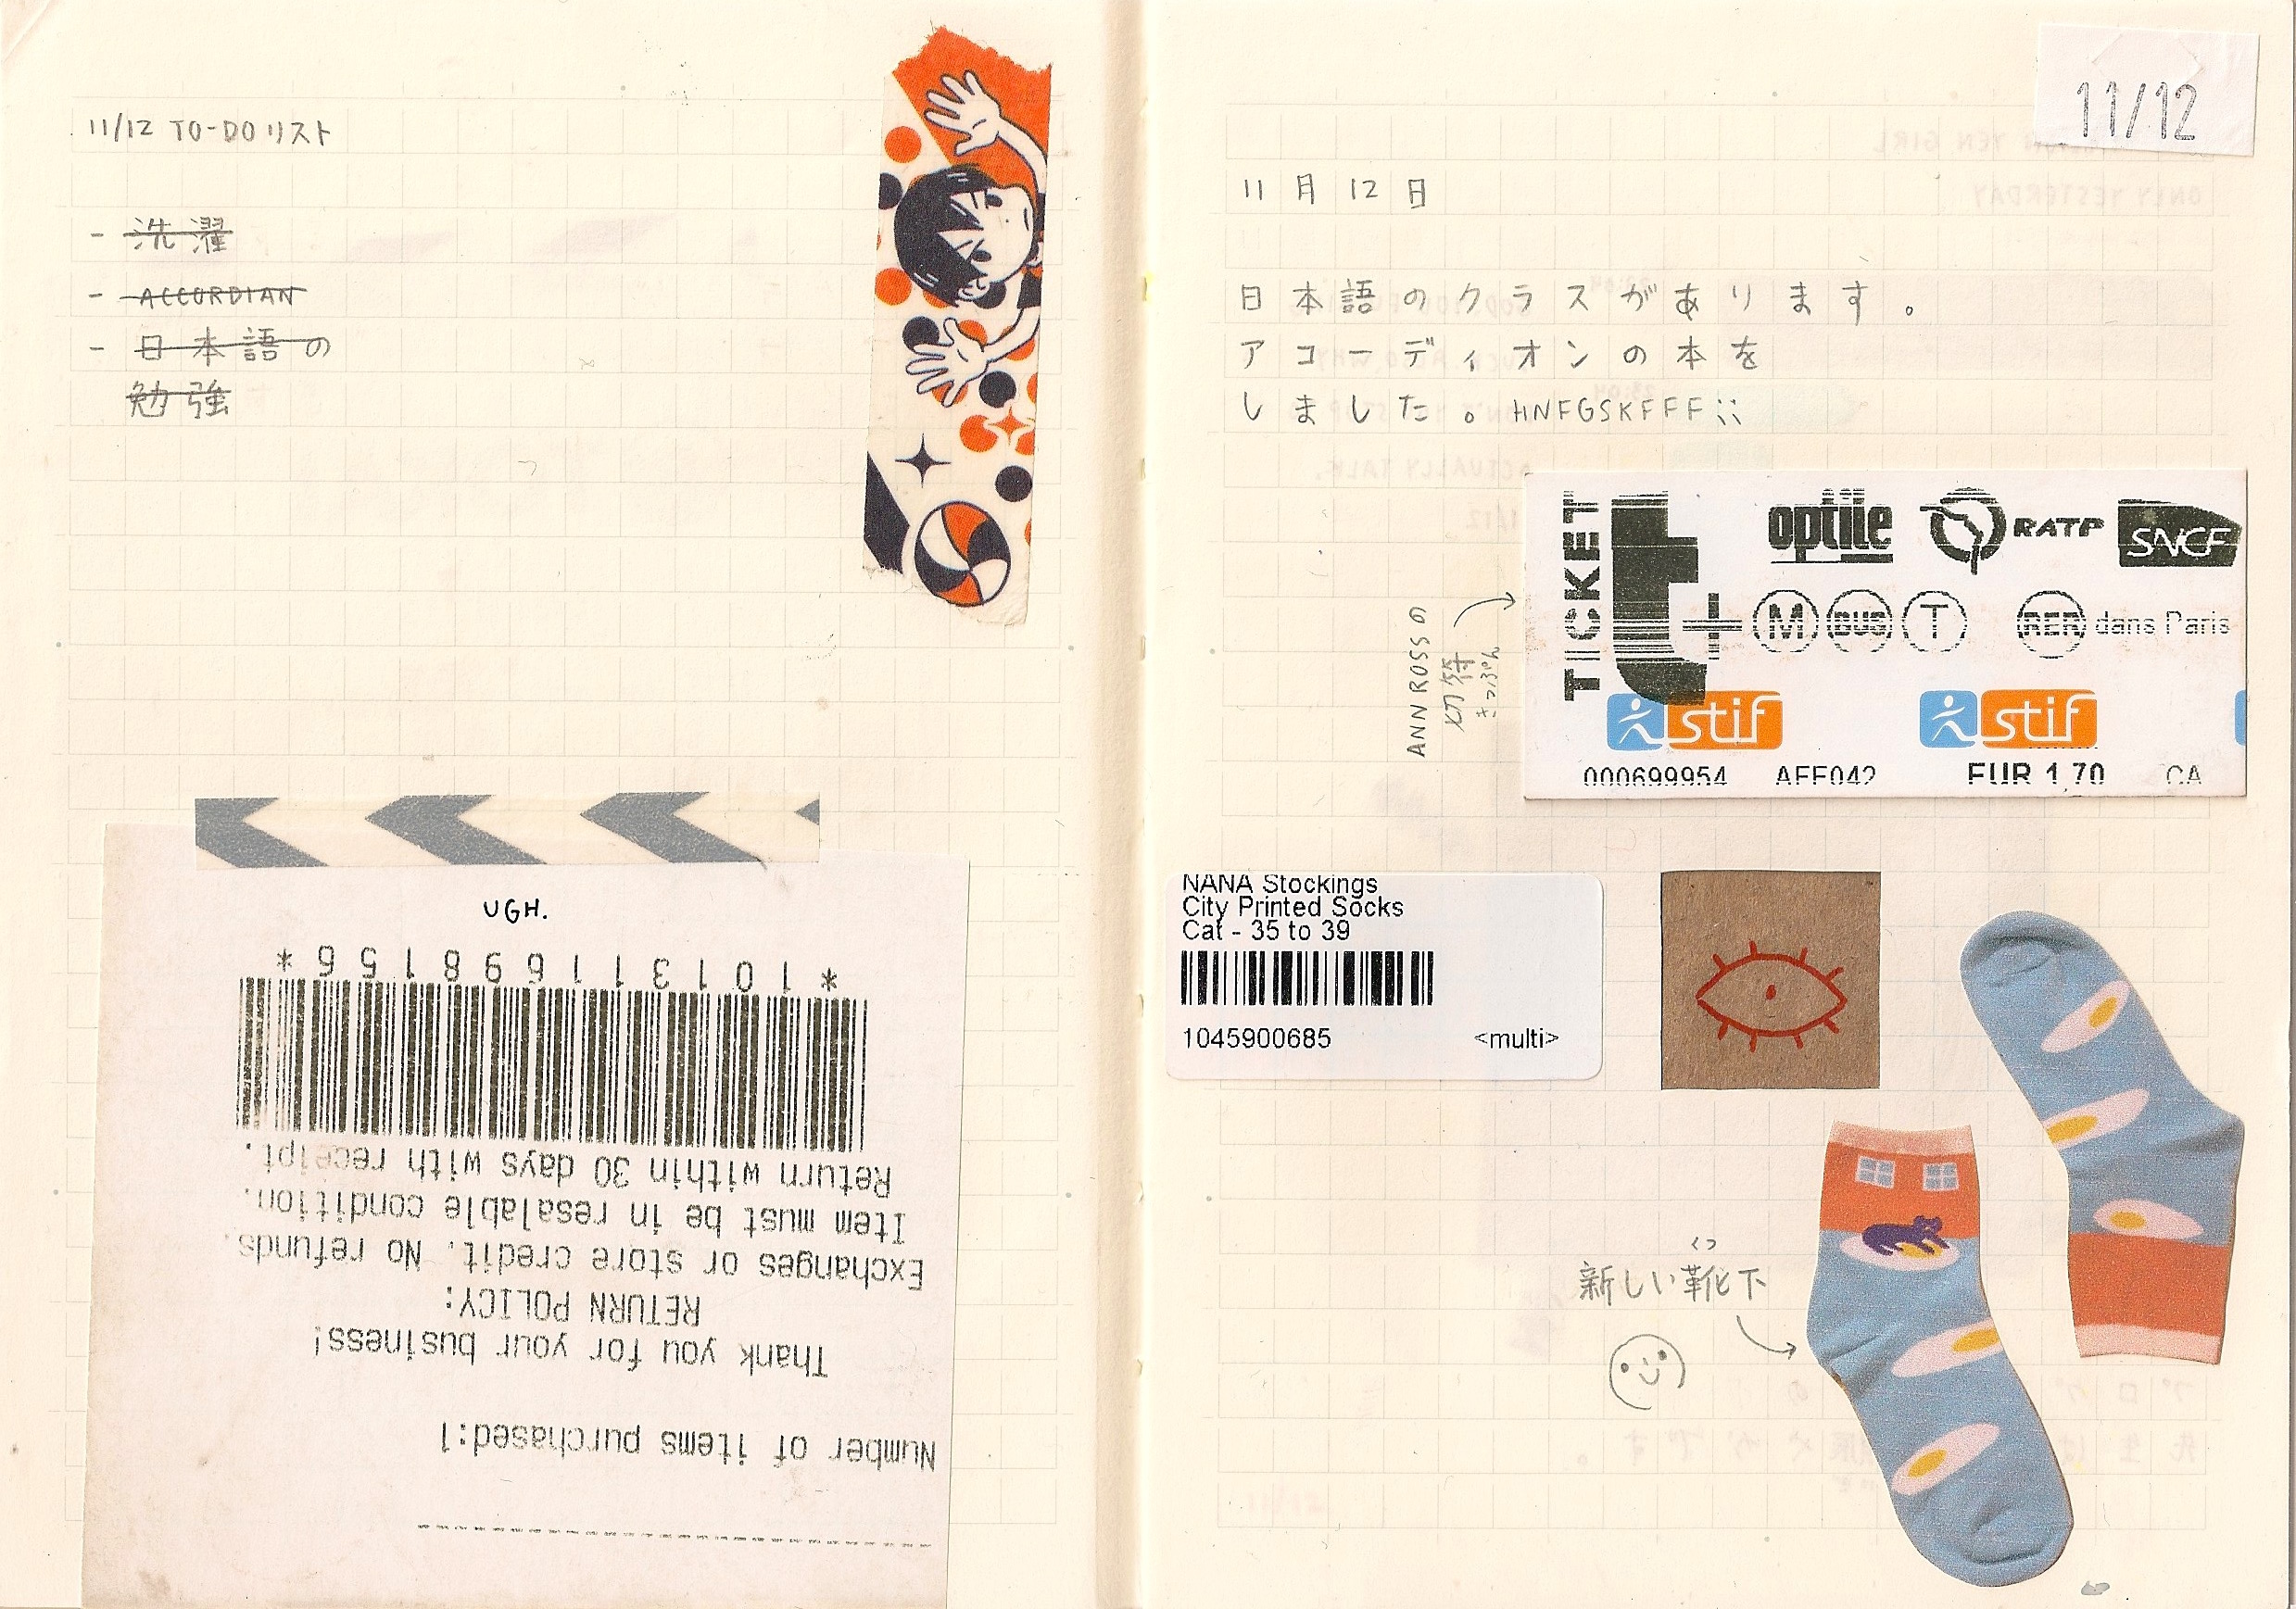 11/12 TO-DO リスト
- 洗濯
- ACCORDIAN
- 日本語の
勉強
UGH.
*101311698156*
Return within 30 days with receipt.
Item must be in resalable condition.
Exchanges or store credit. No refunds.
RETURN POLICY:
Thank you for your business!
Number of items purchased:1
11/12
11月12日
日本語のクラスがあります。
アコーディオンの本を
しました。HNFGSKFFF;;
TICKET t+
optile RATP SNCF
M BUS T RER dans Paris
stif stif
000699954 AFF042 EUR 1,70 CA
ANN ROSSの
切符
きっぷ
NANA Stockings
City Printed Socks
Cat - 35 to 39
1045900685 <multi>
くつ
新しい靴下